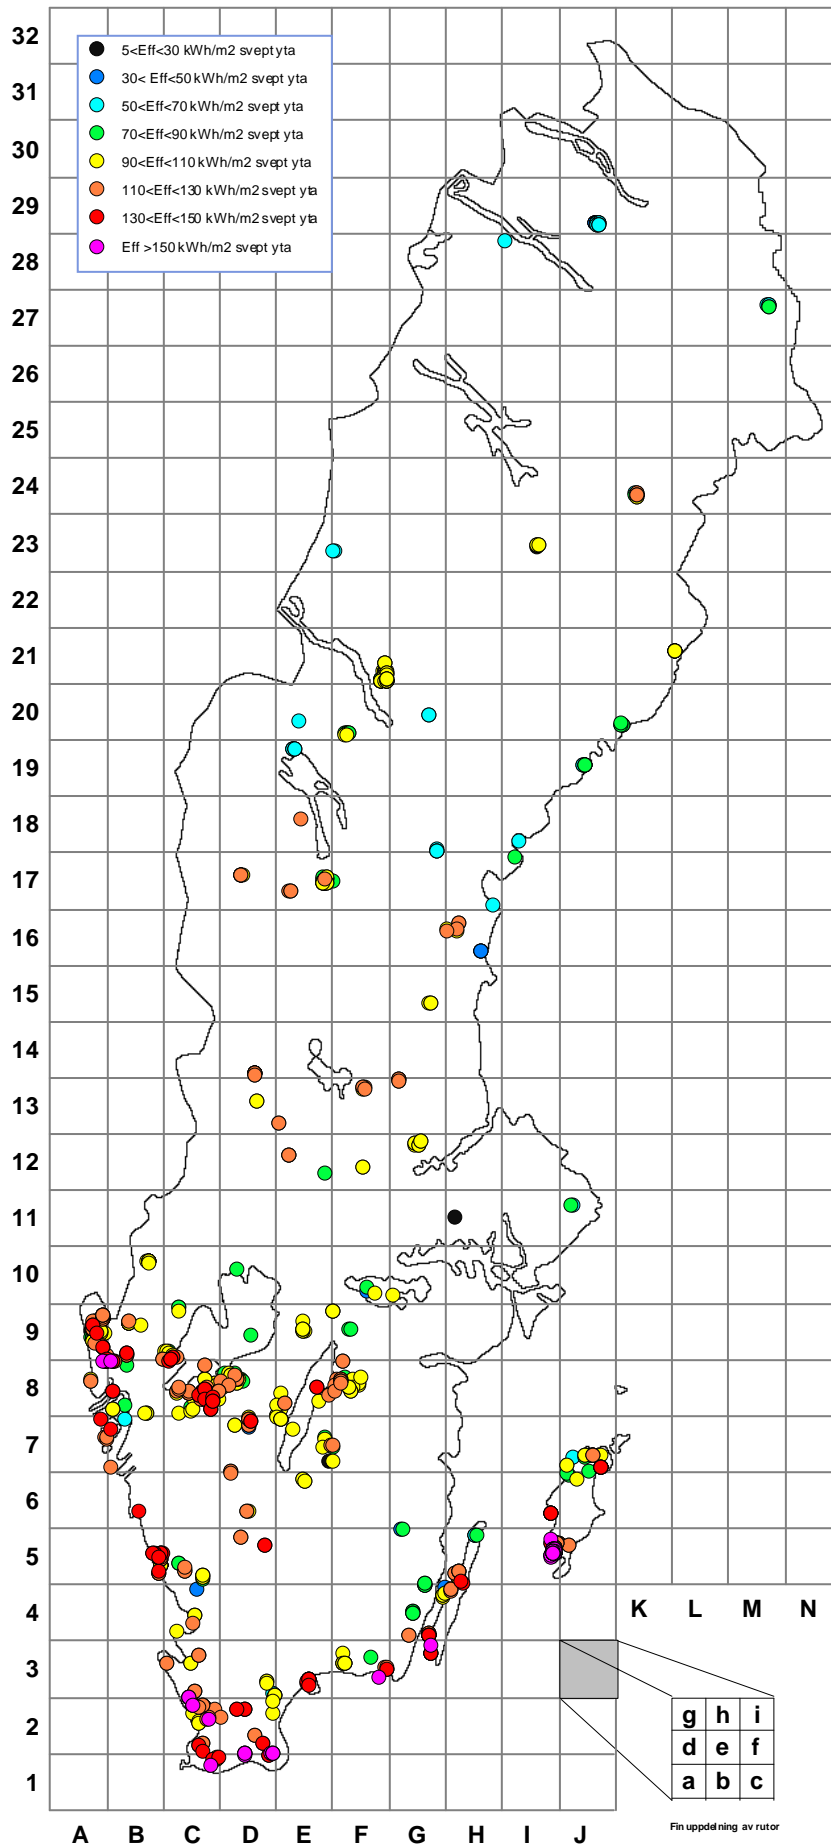 32
31
30
29
28
27
26
25
24
23
22
21
20
19
18
17
16
15
14
13
12
11
10
9
8
7
6
5
4
3
2
1
5<Eff<30 kWh/m2 svept yta
30< Eff<50 kWh/m2 svept yta
50<Eff<70 kWh/m2 svept yta
70<Eff<90 kWh/m2 svept yta
90<Eff<110 kWh/m2 svept yta
110<Eff<130 kWh/m2 svept yta
130<Eff<150 kWh/m2 svept yta
Eff >150 kWh/m2 svept yta
K L M N
g h i
d e f
a b c
Fin uppdelning av rutor
A B C D E F G H I J